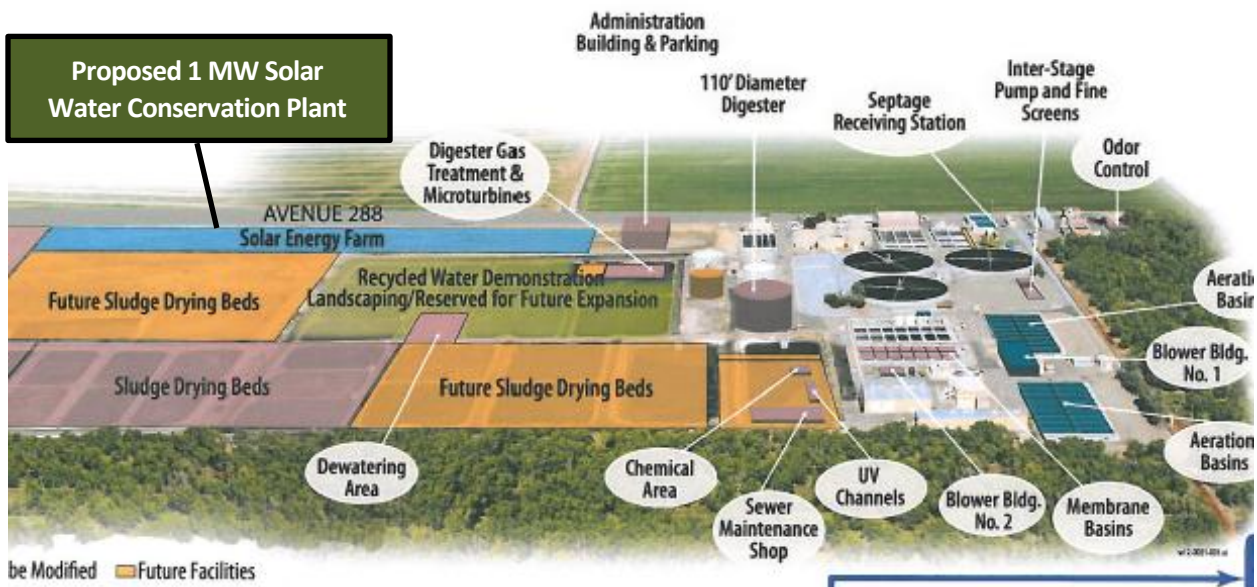 Proposed 1 MW Solar
Water Conservation Plant
Administration
Building & Parking
110' Diameter
Digester
Septage
Receiving Station
Inter-Stage
Pump and Fine
Screens
Odor
Control
Digester Gas
Treatment &
Microturbines
AVENUE 288
Solar Energy Farm
Future Sludge Drying Beds
Recycled Water Demonstration
Landscaping/Reserved for Future Expansion
Aeratio
Basin
Blower Bldg.
No. 1
Sludge Drying Beds
Future Sludge Drying Beds
Aeration
Basins
Dewatering
Area
Chemical
Area
UV
Channels
Sewer
Maintenance
Shop
Blower Bldg.
No. 2
Membrane
Basins
be Modified Future Facilities